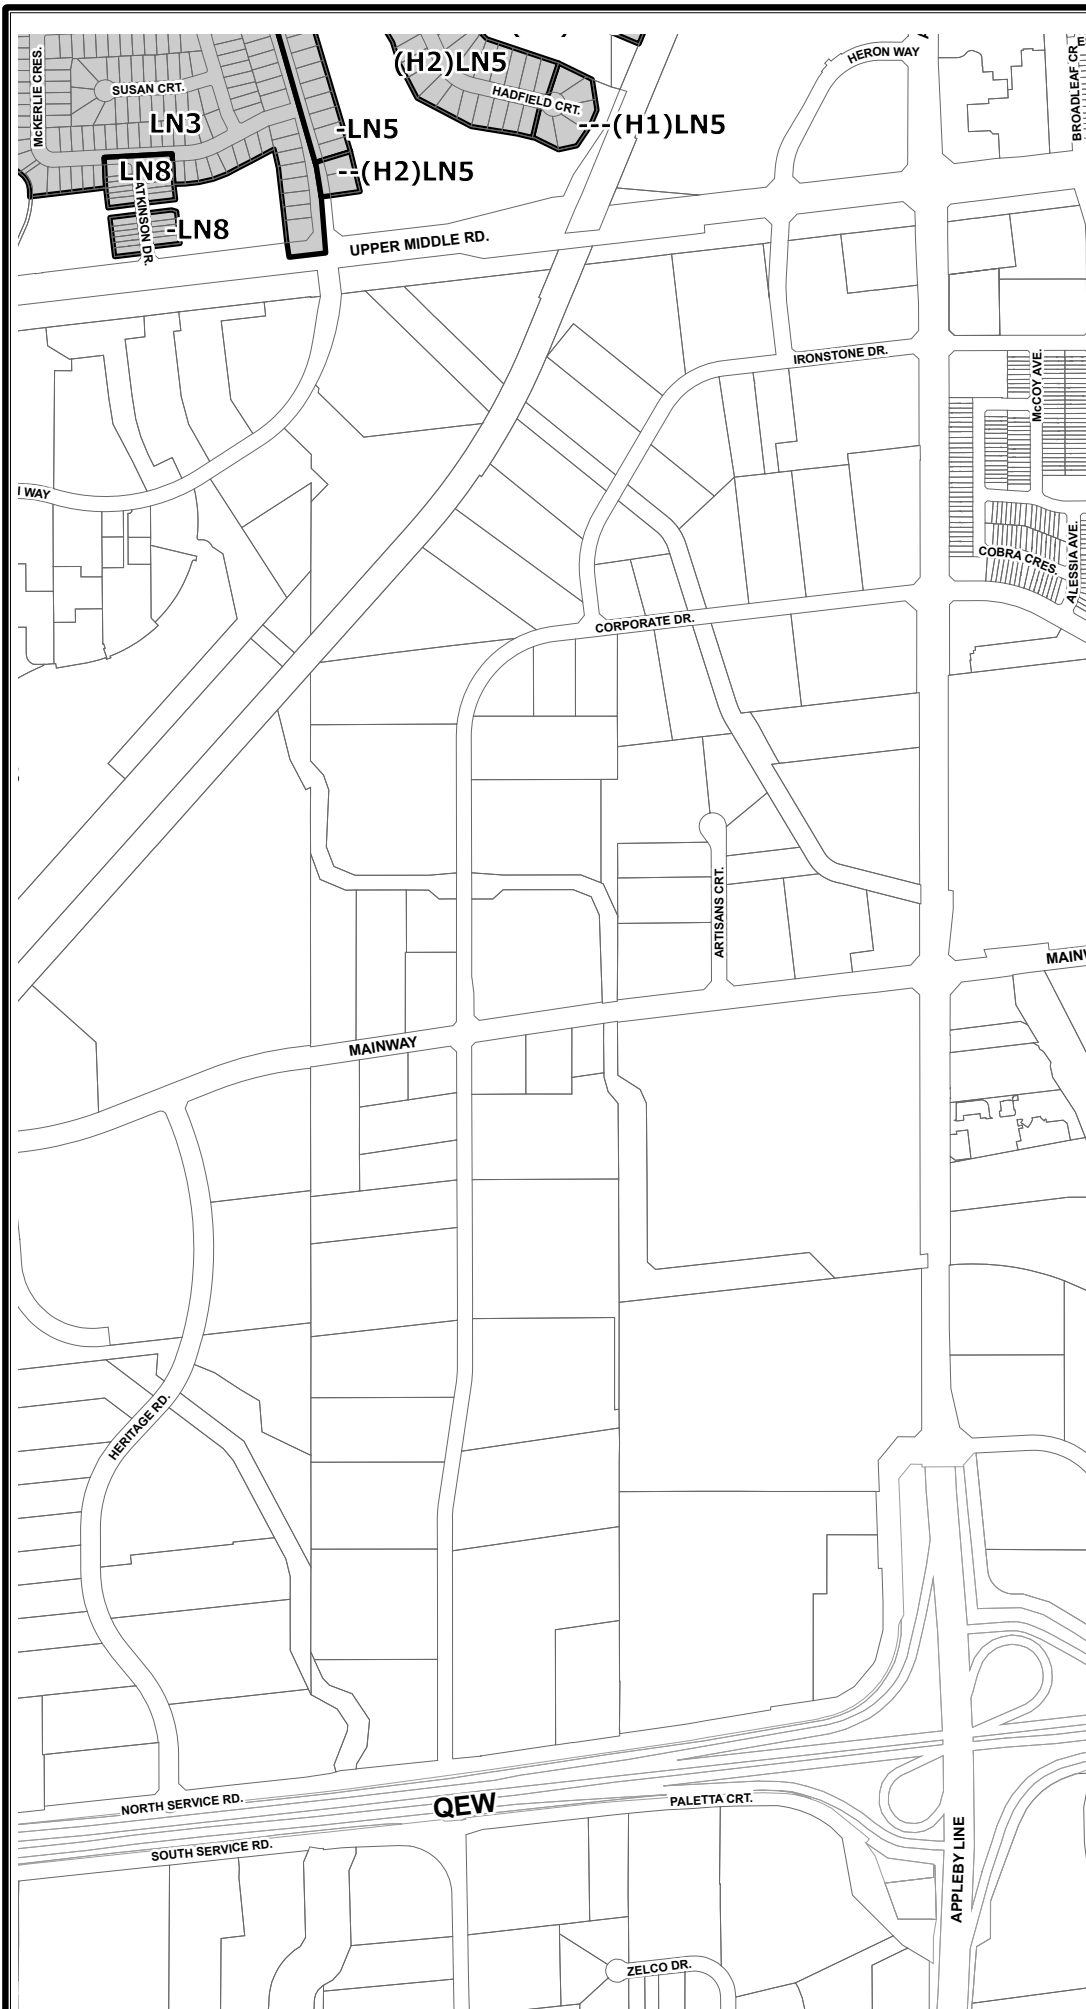 McKERLIE CRES.
SUSAN CRT.
LN3
LN8
ATKINSON DR.
-LN8
(H2)LN5
HADFIELD CRT.
-LN5
--(H2)LN5
---(H1)LN5
HERON WAY
BROADLEAF CR
E
UPPER MIDDLE RD.
IRONSTONE DR.
McCOY AVE.
WAY
COBRA CRES.
ALESSIA AVE.
CORPORATE DR.
ARTISANS CRT.
MAINW
MAINWAY
HERITAGE RD.
NORTH SERVICE RD.
QEW
PALETTA CRT.
SOUTH SERVICE RD.
APPLEBY LINE
ZELCO DR.